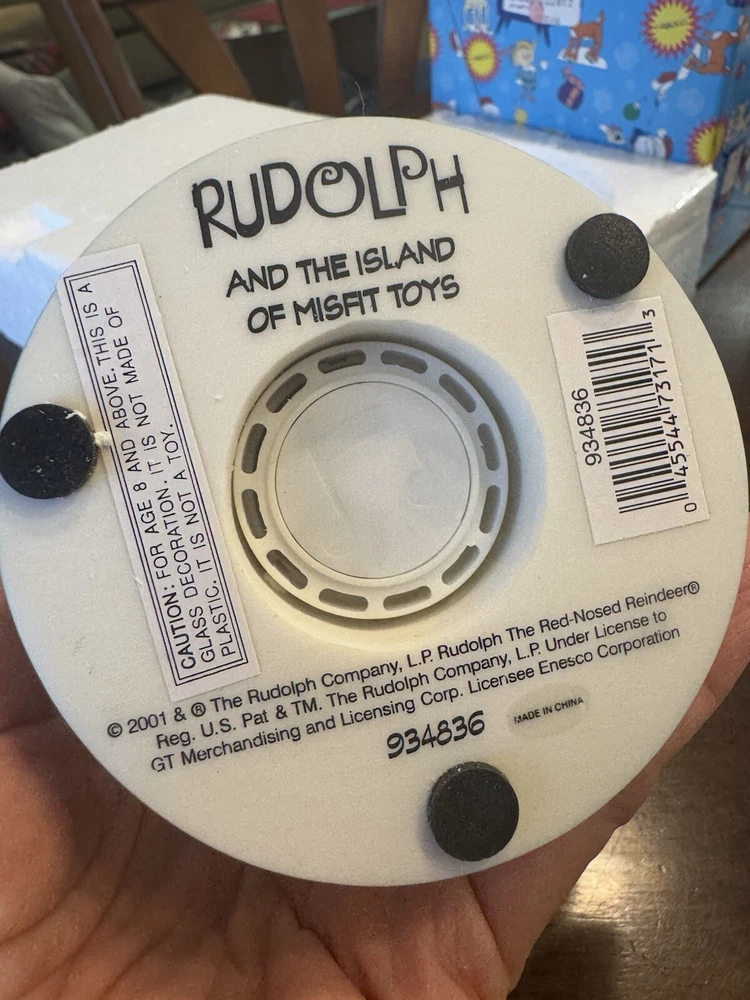 RUDOLPH
AND THE ISLAND
OF MISFIT TOYS
CAUTION: FOR AGE 8 AND ABOVE. THIS IS A
GLASS DECORATION. IT IS NOT MADE OF
PLASTIC. IT IS NOT A TOY.
934836
0 45544 73171 3
© 2001 & ® The Rudolph Company, L.P. Rudolph The Red-Nosed Reindeer®
Reg. U.S. Pat & TM. The Rudolph Company, L.P. Under License to
GT Merchandising and Licensing Corp. Licensee Enesco Corporation
934836
MADE IN CHINA